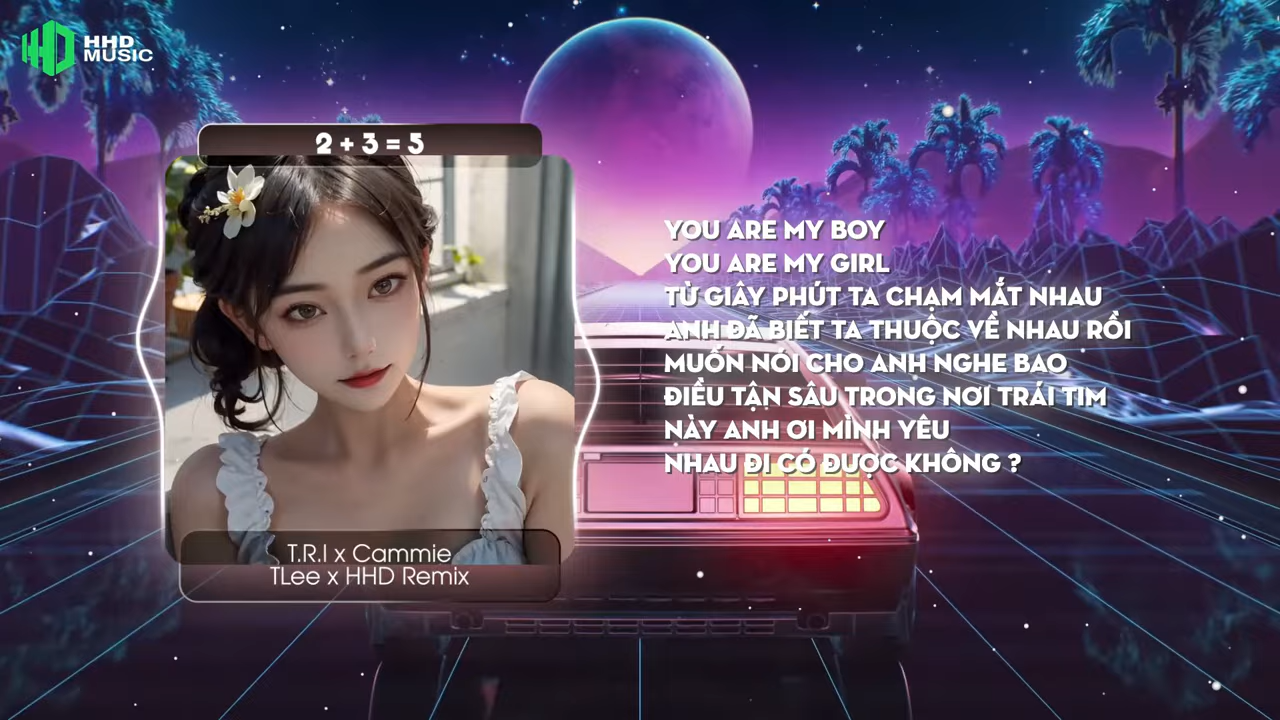 HHD
MUSIC
2 + 3 = 5
T.R.I x Cammie
TLee x HHD Remix
YOU ARE MY BOY
YOU ARE MY GIRL
TỪ GIÂY PHÚT TA CHẠM MẮT NHAU
ANH ĐÃ BIẾT TA THUỘC VỀ NHAU RỒI
MUỐN NÓI CHO ANH NGHE BAO
ĐIỀU TẬN SÂU TRONG NƠI TRÁI TIM
NÀY ANH ƠI MÌNH YÊU
NHAU ĐI CÓ ĐƯỢC KHÔNG ?